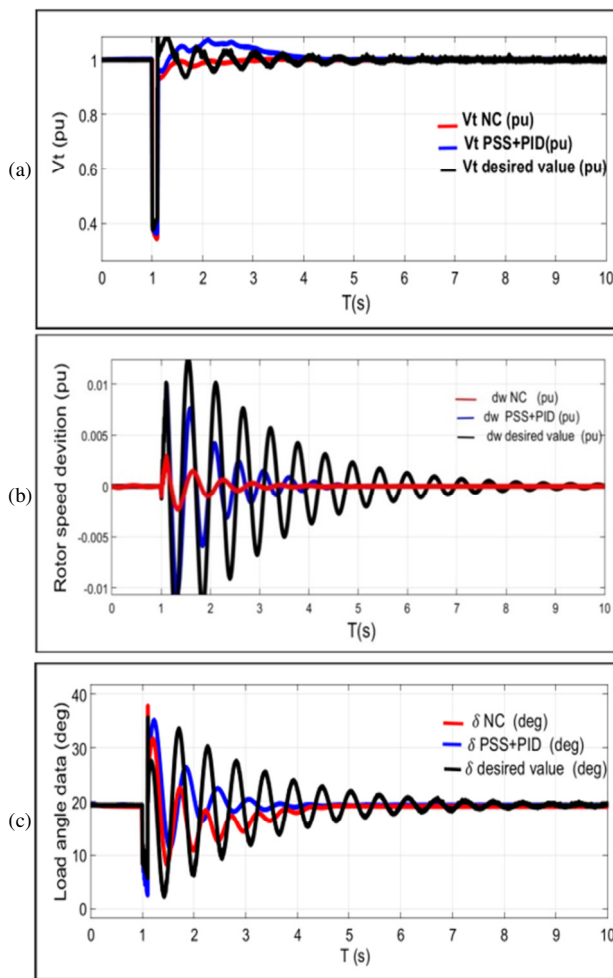 (a)
Vt (pu)
1
0.8
0.6
0.4
Vt NC (pu)
Vt PSS+PID(pu)
Vt desired value (pu)
0 1 2 3 4 5 6 7 8 9 10
T(s)
(b)
Rotor speed devition (pu)
0.01
0.005
0
-0.005
-0.01
dw NC (pu)
dw PSS+PID (pu)
dw desired value (pu)
0 1 2 3 4 5 6 7 8 9 10
T(s)
(c)
Load angle data (deg)
40
30
20
10
0
δ NC (deg)
δ PSS+PID (deg)
δ desired value (deg)
0 1 2 3 4 5 6 7 8 9 10
T (s)